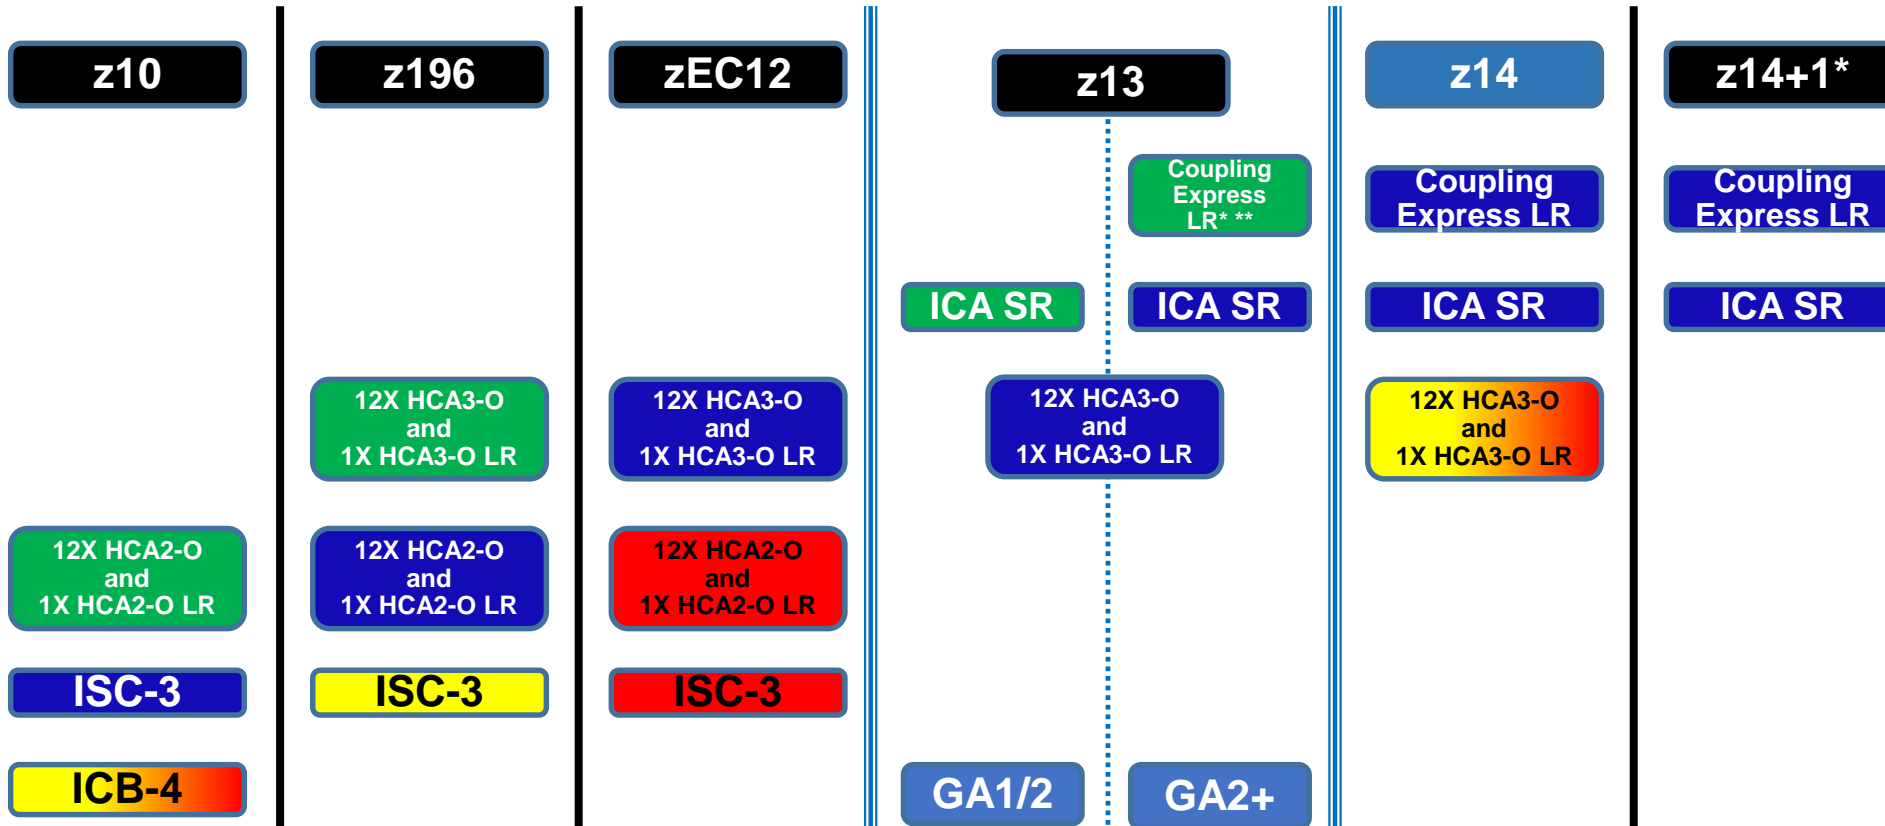 z10
z196
zEC12
z13
z14
z14+1*
Coupling
Express
LR* **
Coupling
Express LR
Coupling
Express LR
ICA SR
ICA SR
ICA SR
ICA SR
12X HCA3-O
and
1X HCA3-O LR
12X HCA3-O
and
1X HCA3-O LR
12X HCA3-O
and
1X HCA3-O LR
12X HCA3-O
and
1X HCA3-O LR
12X HCA2-O
and
1X HCA2-O LR
12X HCA2-O
and
1X HCA2-O LR
12X HCA2-O
and
1X HCA2-O LR
ISC-3
ISC-3
ISC-3
ICB-4
GA1/2
GA2+